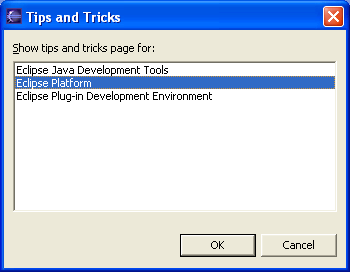 Tips and Tricks
Show tips and tricks page for:
Eclipse Java Development Tools
Eclipse Platform
Eclipse Plug-in Development Environment
OK
Cancel